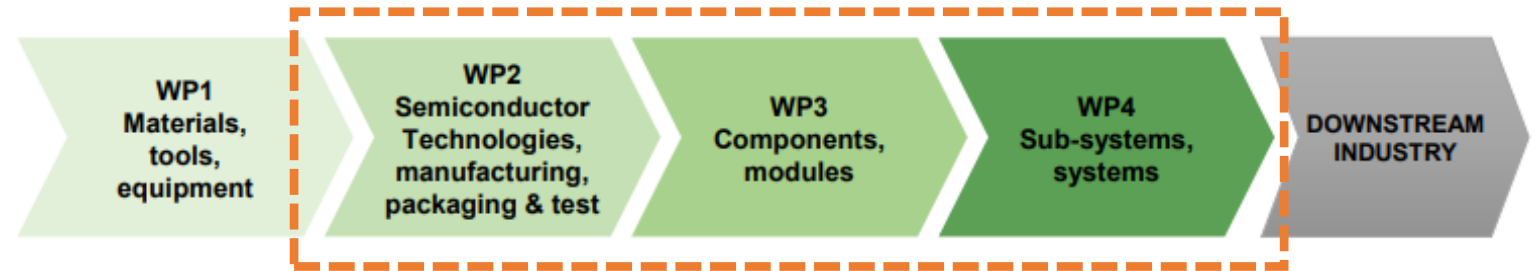 WP1
Materials,
tools,
equipment
WP2
Semiconductor
Technologies,
manufacturing,
packaging & test
WP3
Components,
modules
WP4
Sub-systems,
systems
DOWNSTREAM
INDUSTRY